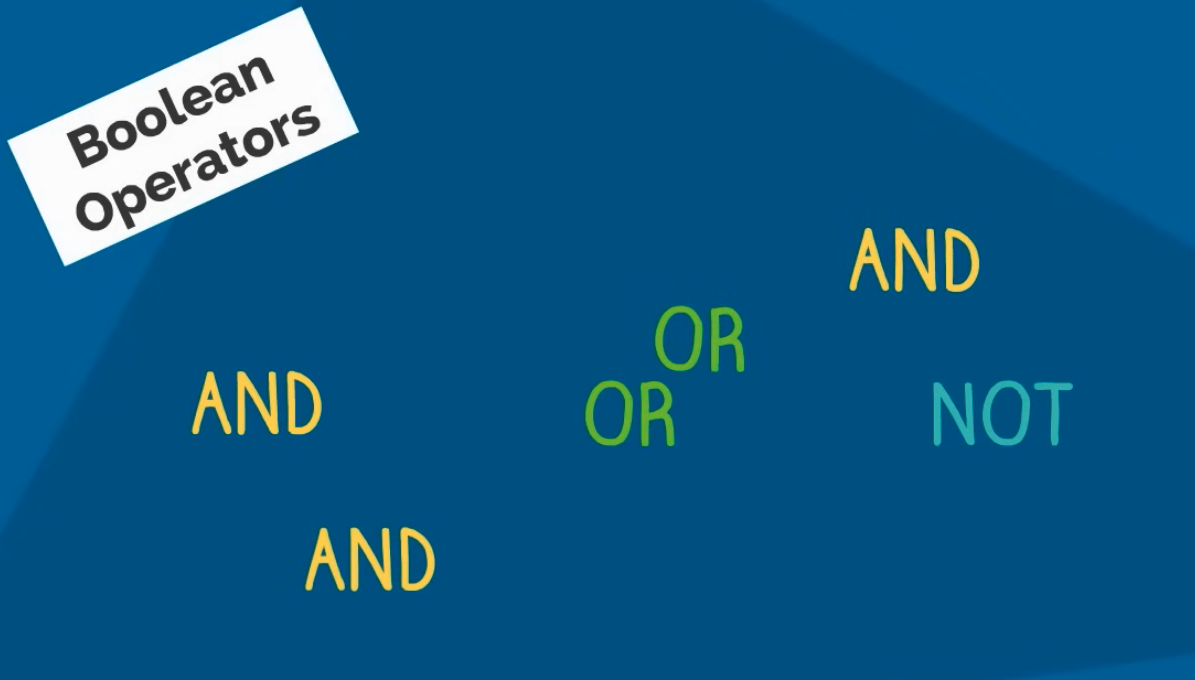 Boolean
Operators
AND
OR
AND
OR
NOT
AND